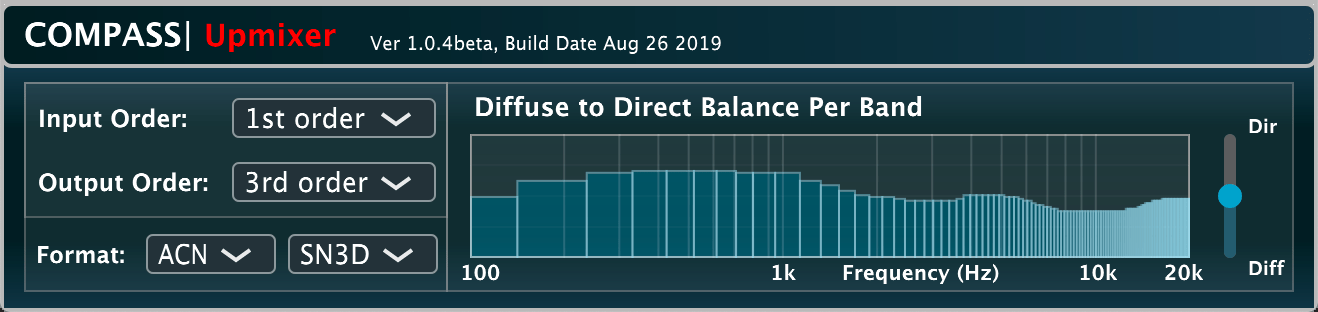 COMPASS| Upmixer Ver 1.0.4beta, Build Date Aug 26 2019
Input Order: 1st order
Output Order: 3rd order
Format: ACN SN3D
Diffuse to Direct Balance Per Band
100 1k Frequency (Hz) 10k 20k
Dir
Diff